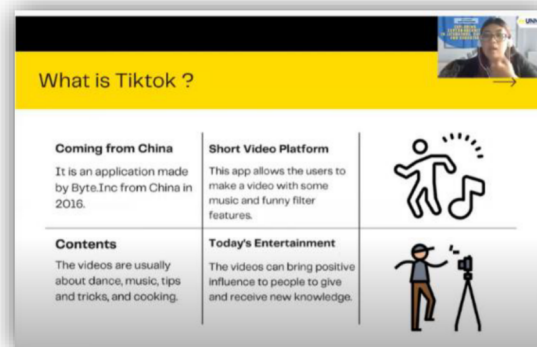 What is Tiktok ?
Coming from China
It is an application made
by Byte.Inc from China in
2016.
Short Video Platform
This app allows the users to
make a video with some
music and funny filter
features.
Contents
The videos are usually
about dance, music, tips
and tricks, and cooking.
Today's Entertainment
The videos can bring positive
influence to people to give
and receive new knowledge.